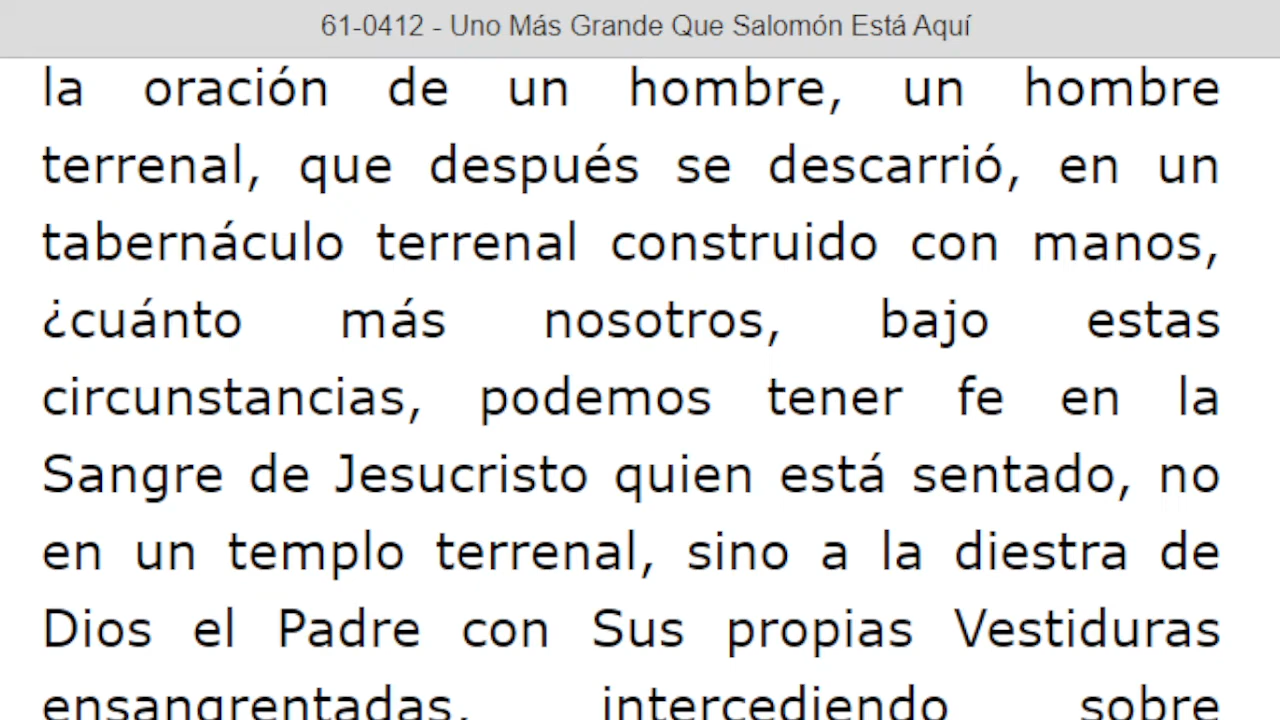 61-0412 - Uno Más Grande Que Salomón Está Aquí
la oración de un hombre, un hombre
terrenal, que después se descarrió, en un
tabernáculo terrenal construido con manos,
¿cuánto más nosotros, bajo estas
circunstancias, podemos tener fe en la
Sangre de Jesucristo quien está sentado, no
en un templo terrenal, sino a la diestra de
Dios el Padre con Sus propias Vestiduras
ensangrentadas, intercediendo sobre